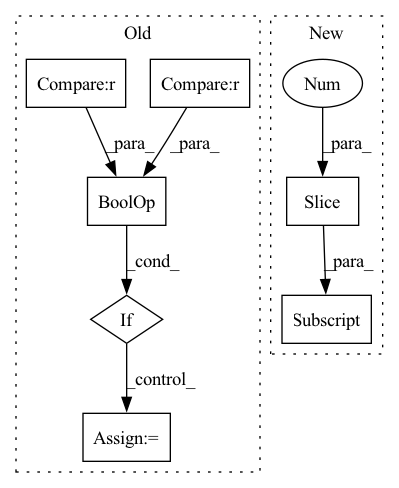 Old
New
Compare:r
Compare:r
Num
_para_
_para_
_para_
BoolOp
Slice
_cond_
_para_
If
Subscript
_control_
Assign:=